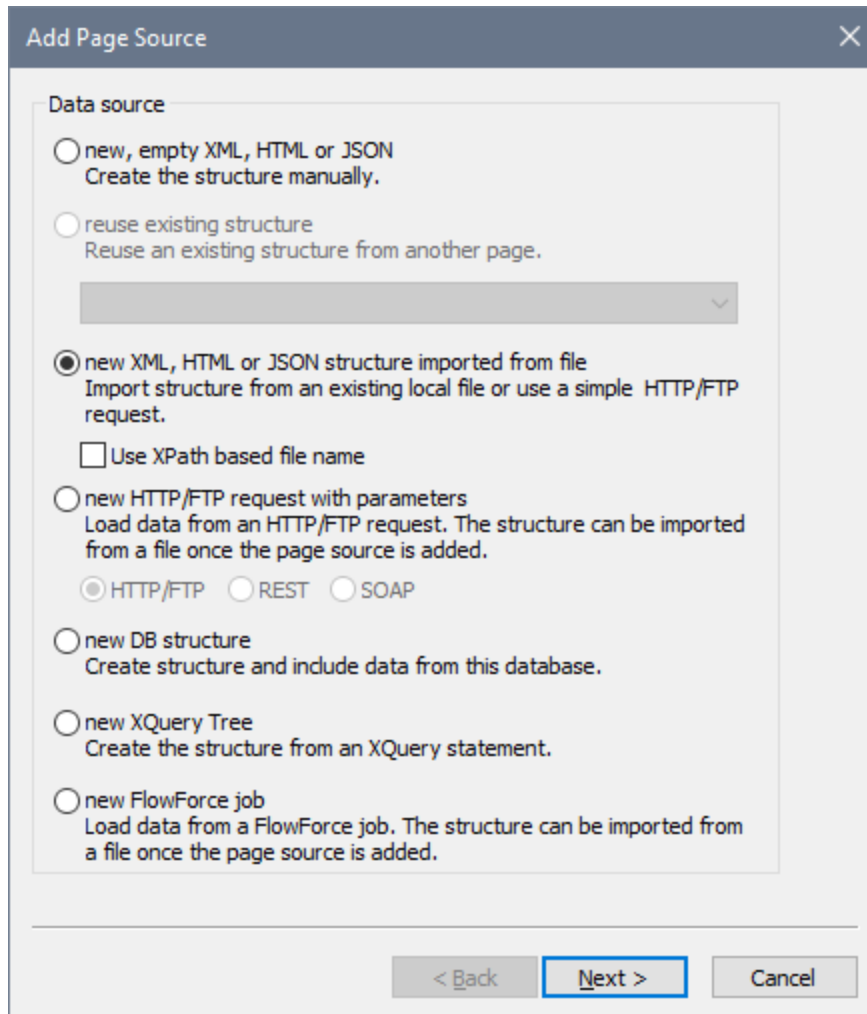 Add Page Source
Data source
new, empty XML, HTML or JSON
Create the structure manually.
reuse existing structure
Reuse an existing structure from another page.
new XML, HTML or JSON structure imported from file
Import structure from an existing local file or use a simple HTTP/FTP
request.
Use XPath based file name
new HTTP/FTP request with parameters
Load data from an HTTP/FTP request. The structure can be imported
from a file once the page source is added.
HTTP/FTP REST SOAP
new DB structure
Create structure and include data from this database.
new XQuery Tree
Create the structure from an XQuery statement.
new FlowForce job
Load data from a FlowForce job. The structure can be imported from
a file once the page source is added.
< Back Next > Cancel